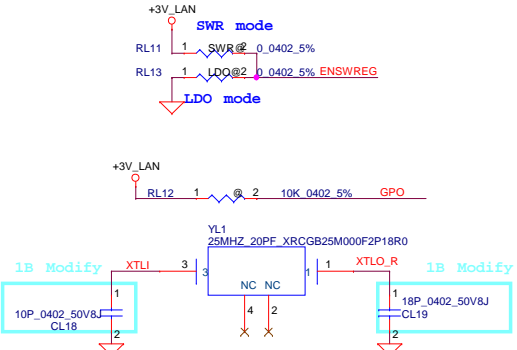 +3V_LAN
SWR mode
RL11 1 SWR@ 2 0_0402_5%
RL13 1 LDO@2 0_0402_5% ENSWREG
LDO mode
+3V_LAN
RL12 1 @ 2 10K_0402_5% GPO
YL1
25MHZ_20PF_XRCGB25M000F2P18R0
1B Modify XTLI 3 3 1 1 XTLO_R 1B Modify
NC NC
1 4 2 1
10P_0402_50V8J 18P_0402_50V8J
CL18 CL19
2 2